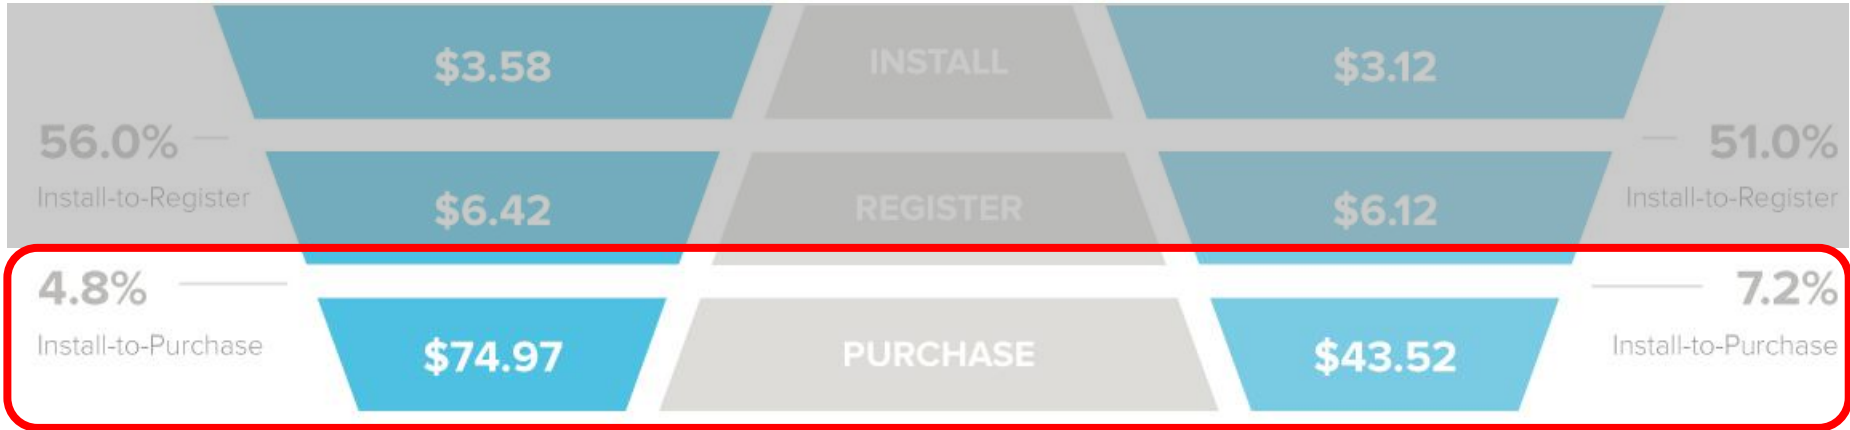 $3.58 INSTALL $3.12
56.0% 51.0%
Install-to-Register Install-to-Register
$6.42 REGISTER $6.12
4.8% 7.2%
Install-to-Purchase Install-to-Purchase
$74.97 PURCHASE $43.52